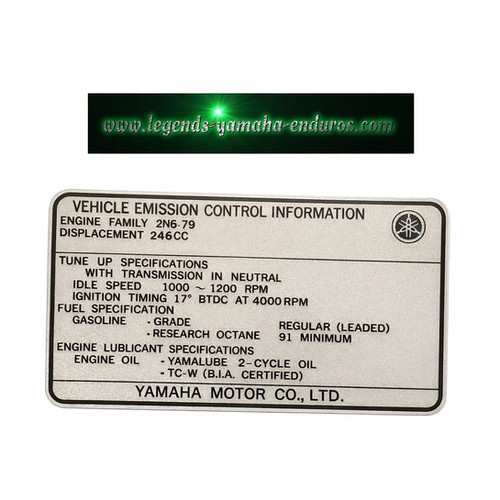 www.legends-yamaha-enduros.com
VEHICLE EMISSION CONTROL INFORMATION
ENGINE FAMILY 2N6-79
DISPLACEMENT 246CC
TUNE UP SPECIFICATIONS
WITH TRANSMISSION IN NEUTRAL
IDLE SPEED 1000 ~ 1200 RPM
IGNITION TIMING 17° BTDC AT 4000 RPM
FUEL SPECIFICATION
GASOLINE - GRADE REGULAR (LEADED)
- RESEARCH OCTANE 91 MINIMUM
ENGINE LUBLICANT SPECIFICATIONS
ENGINE OIL - YAMALUBE 2-CYCLE OIL
- TC-W (B.I.A. CERTIFIED)
YAMAHA MOTOR CO., LTD.